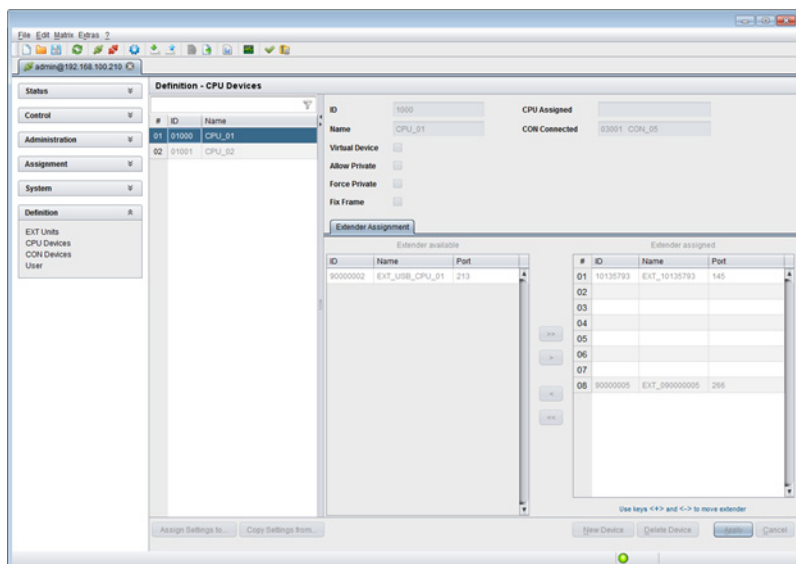 File Edit Matrix Extras ?
admin@192.168.100.210
Status
Control
Administration
Assignment
System
Definition
EXT Units
CPU Devices
CON Devices
User
Definition - CPU Devices
# ID Name
01 01000 CPU_01
02 01001 CPU_02
ID 1000 CPU Assigned
Name CPU_01 CON Connected 03001 CON_05
Virtual Device
Allow Private
Force Private
Fix Frame
Extender Assignment
Extender available
ID Name Port
90000002 EXT_USB_CPU_01 213
>>
>
<
<<
Extender assigned
# ID Name Port
01 10135793 EXT_10135793 145
02
03
04
05
06
07
08 90000005 EXT_090000005 266
Use keys <+> and <-> to move extender
Assign Settings to... Copy Settings from... New Device Delete Device Apply Cancel